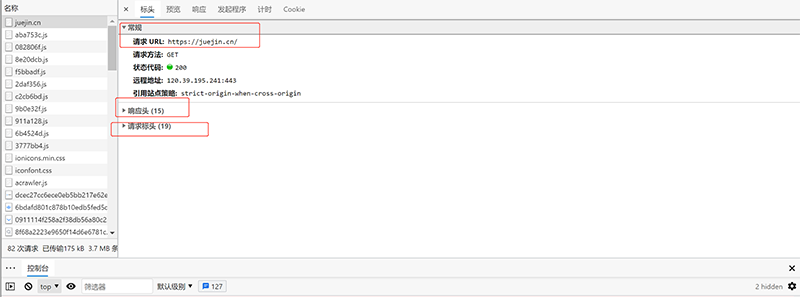 名称
× 标头 预览 响应 发起程序 计时 Cookie
juejin.cn
aba753c.js
082806f.js
8e20dcb.js
f5bbadf.js
2daf356.js
c2cb6bd.js
9b0e32f.js
911a128.js
6b4524d.js
3777bb4.js
ionicons.min.css
iconfont.css
acrawler.js
dcec27cc6ece0eb5bb217e62e
6bdafd801c878b10edb5fed5c
0911114f258a2f38db56a80c2
8f68a2223e9650f14d6e6781c.
82 次请求 已传输175 kB 3.7 MB 条
常规
请求 URL: https://juejin.cn/
请求方法: GET
状态代码: 200
远程地址: 120.39.195.241:443
引用站点策略: strict-origin-when-cross-origin
响应头 (15)
请求标头 (19)
控制台
top 筛选器 默认级别 127 2 hidden